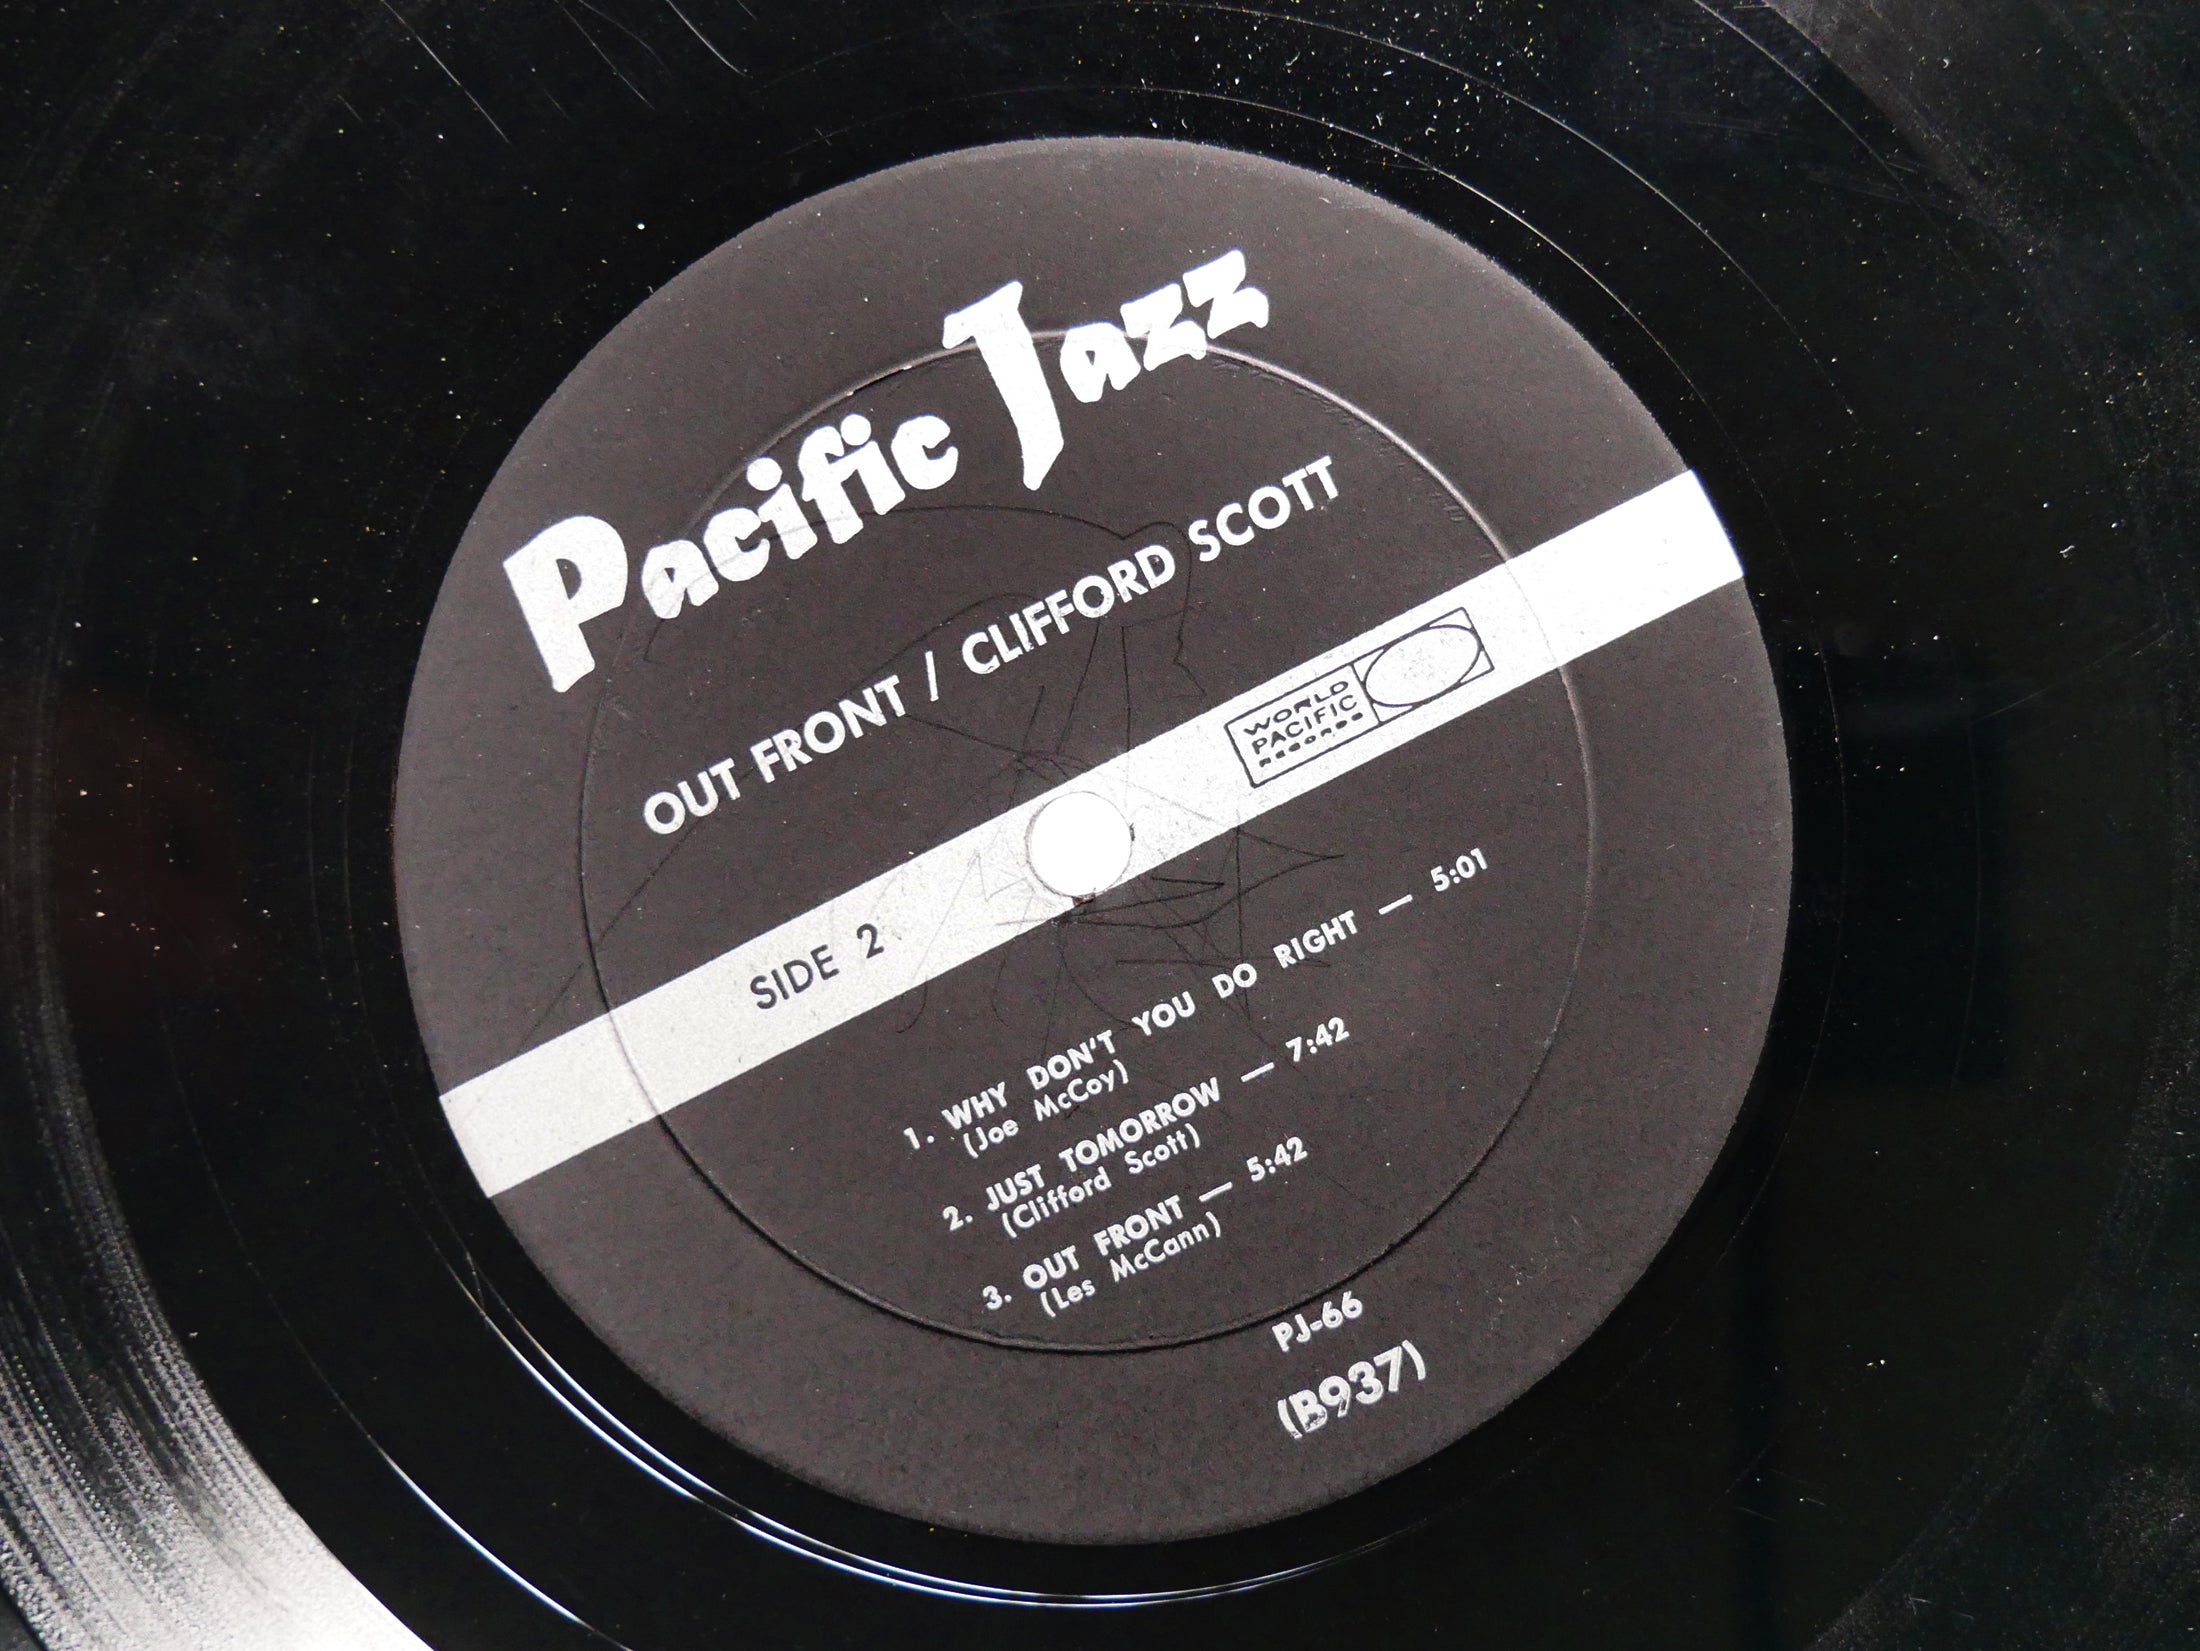 Pacific Jazz
OUT FRONT / CLIFFORD SCOTT
WORLD
PACIFIC
RECORDS
SIDE 2
1. WHY DON'T YOU DO RIGHT — 5:01
(Joe McCoy)
2. JUST TOMORROW — 7:42
(Clifford Scott)
3. OUT FRONT — 5:42
(Les McCann)
PJ-66
(B937)